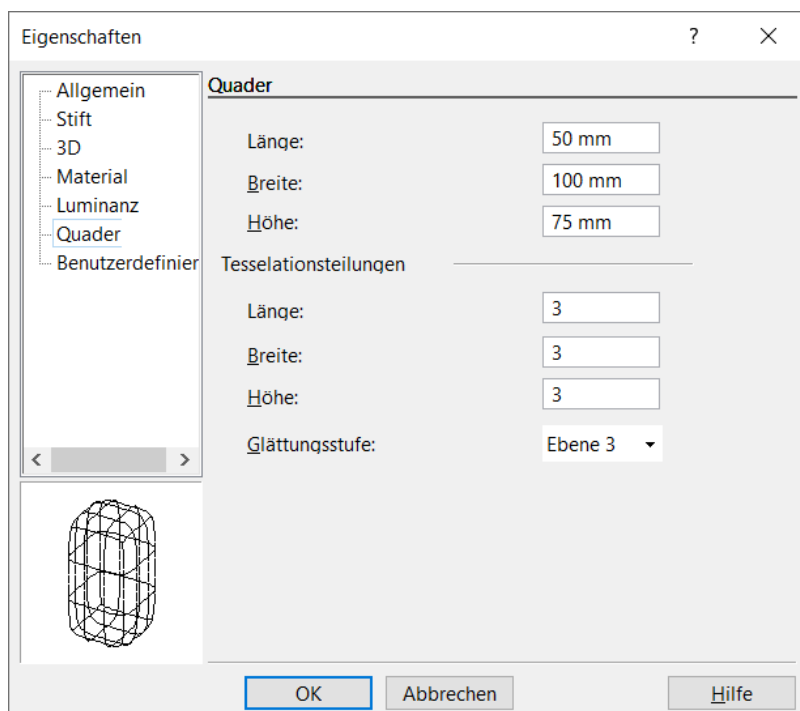 Eigenschaften
?
Allgemein
Stift
3D
Material
Luminanz
Quader
Benutzerdefinier
Quader
Länge: 50 mm
Breite: 100 mm
Höhe: 75 mm
Tesselationsteilungen
Länge: 3
Breite: 3
Höhe: 3
Glättungsstufe: Ebene 3
OK Abbrechen Hilfe